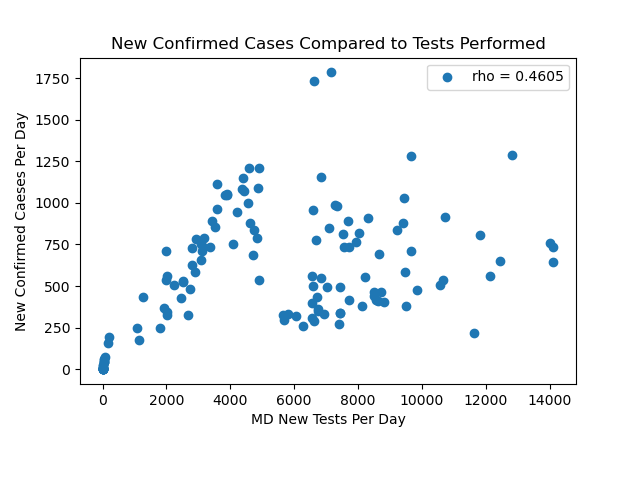 New Confirmed Cases Compared to Tests Performed
rho = 0.4605
1750
1500
1250
1000
750
500
250
0
New Confirmed Caeses Per Day
0 2000 4000 6000 8000 10000 12000 14000
MD New Tests Per Day